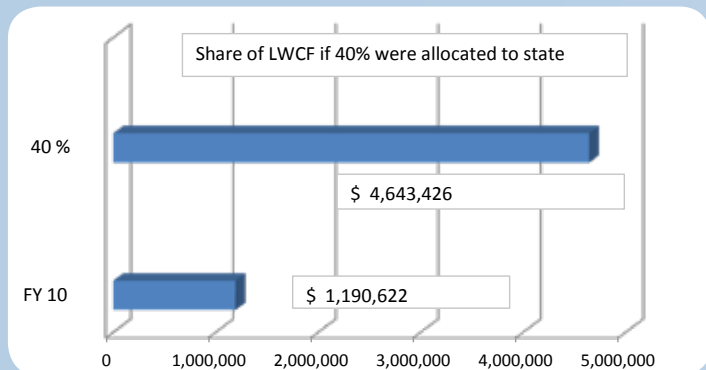 Share of LWCF if 40% were allocated to state
40 %
$ 4,643,426
FY 10
$ 1,190,622
0 1,000,000 2,000,000 3,000,000 4,000,000 5,000,000